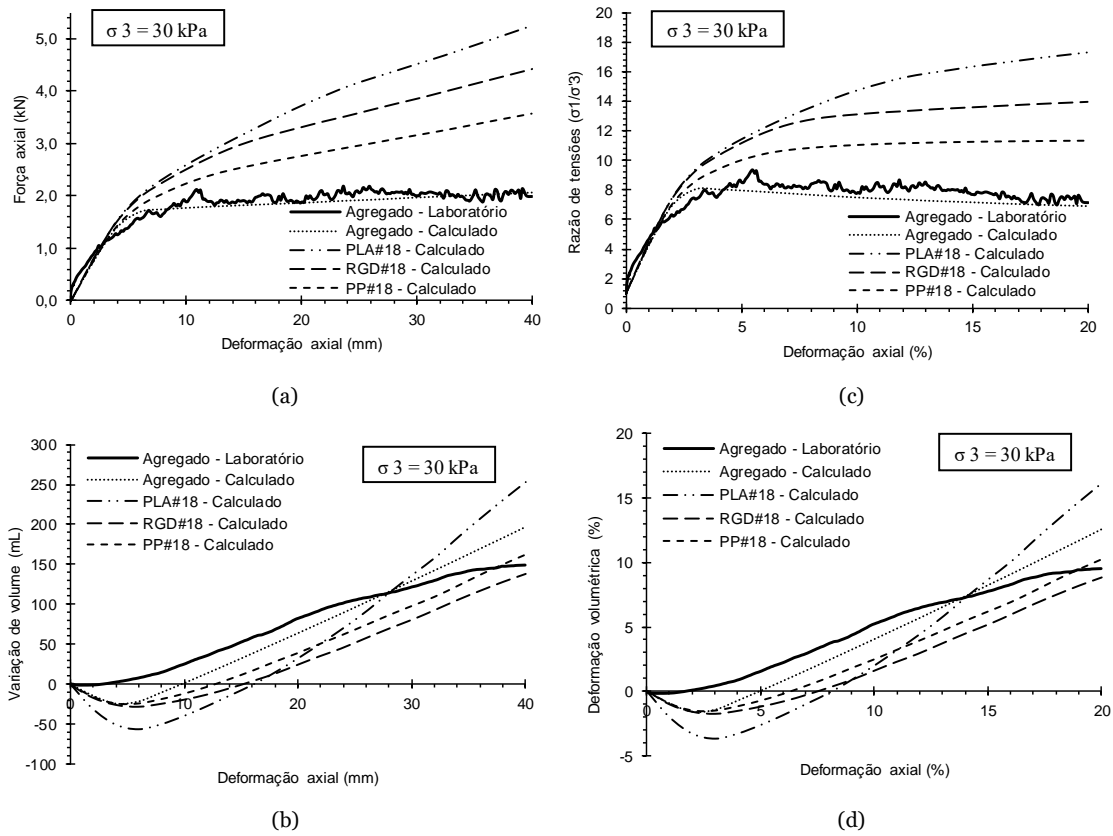 σ 3 = 30 kPa
Força axial (kN)
5,0
4,0
3,0
2,0
1,0
0,0
Agregado - Laboratório
Agregado - Calculado
PLA#18 - Calculado
RGD#18 - Calculado
PP#18 - Calculado
0 10 20 30 40
Deformação axial (mm)
(a)
σ 3 = 30 kPa
Razão de tensões (σ1/σ'3)
20
18
16
14
12
10
8
6
4
2
0
Agregado - Laboratório
Agregado - Calculado
PLA#18 - Calculado
RGD#18 - Calculado
PP#18 - Calculado
0 5 10 15 20
Deformação axial (%)
(c)
Variação de volume (mL)
300
250
200
150
100
50
0
-50
-100
Agregado - Laboratório
Agregado - Calculado
PLA#18 - Calculado
RGD#18 - Calculado
PP#18 - Calculado
σ 3 = 30 kPa
0 10 20 30 40
Deformação axial (mm)
(b)
Deformação volumétrica (%)
20
15
10
5
0
-5
Agregado - Laboratório
Agregado - Calculado
PLA#18 - Calculado
RGD#18 - Calculado
PP#18 - Calculado
σ 3 = 30 kPa
0 5 10 15 20
Deformação axial (%)
(d)